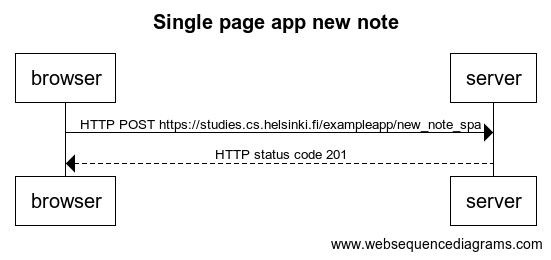 Single page app new note
browser
server
HTTP POST https://studies.cs.helsinki.fi/exampleapp/new_note_spa
HTTP status code 201
browser
server
www.websequencediagrams.com